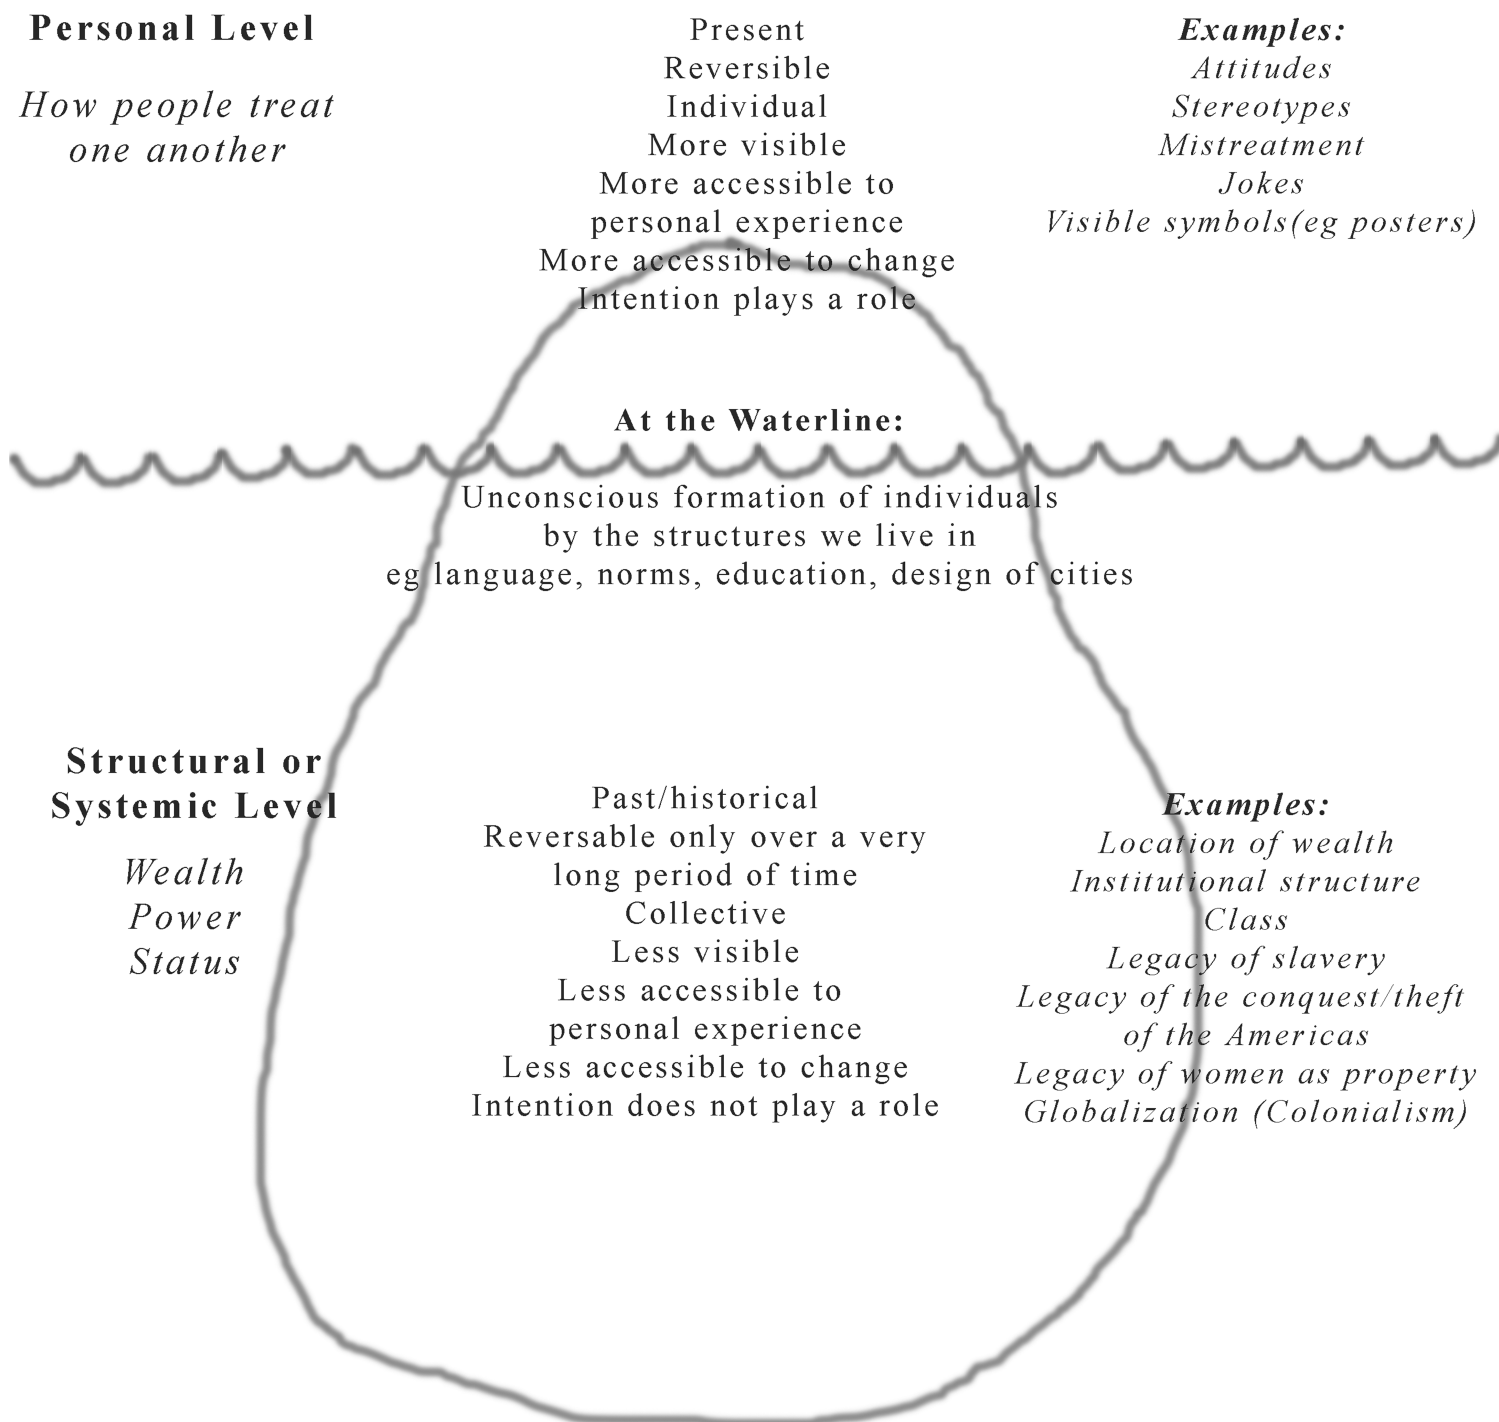 Personal Level
How people treat
one another
Present
Reversible
Individual
More visible
More accessible to
personal experience
More accessible to change
Intention plays a role
Examples:
Attitudes
Stereotypes
Mistreatment
Jokes
Visible symbols(eg posters)
At the Waterline:
Unconscious formation of individuals
by the structures we live in
eg language, norms, education, design of cities
Structural or
Systemic Level
Wealth
Power
Status
Past/historical
Reversable only over a very
long period of time
Collective
Less visible
Less accessible to
personal experience
Less accessible to change
Intention does not play a role
Examples:
Location of wealth
Institutional structure
Class
Legacy of slavery
Legacy of the conquest/theft
of the Americas
Legacy of women as property
Globalization (Colonialism)